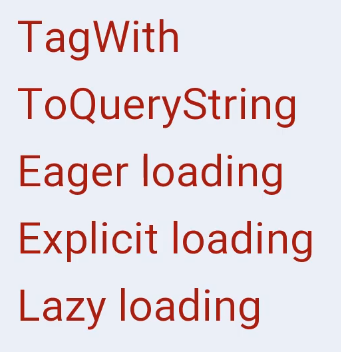 TagWith
ToQueryString
Eager loading
Explicit loading
Lazy loading